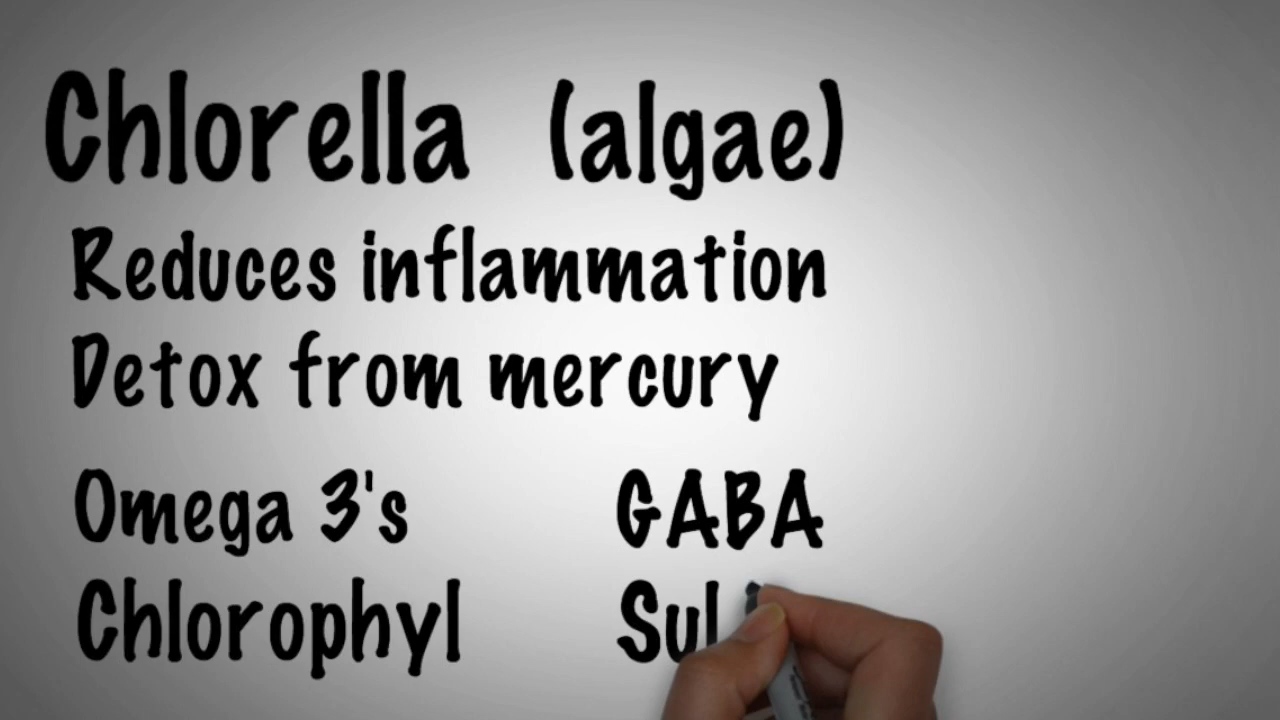 Chlorella (algae)
Reduces inflammation
Detox from mercury
Omega 3's GABA
Chlorophyl Sul